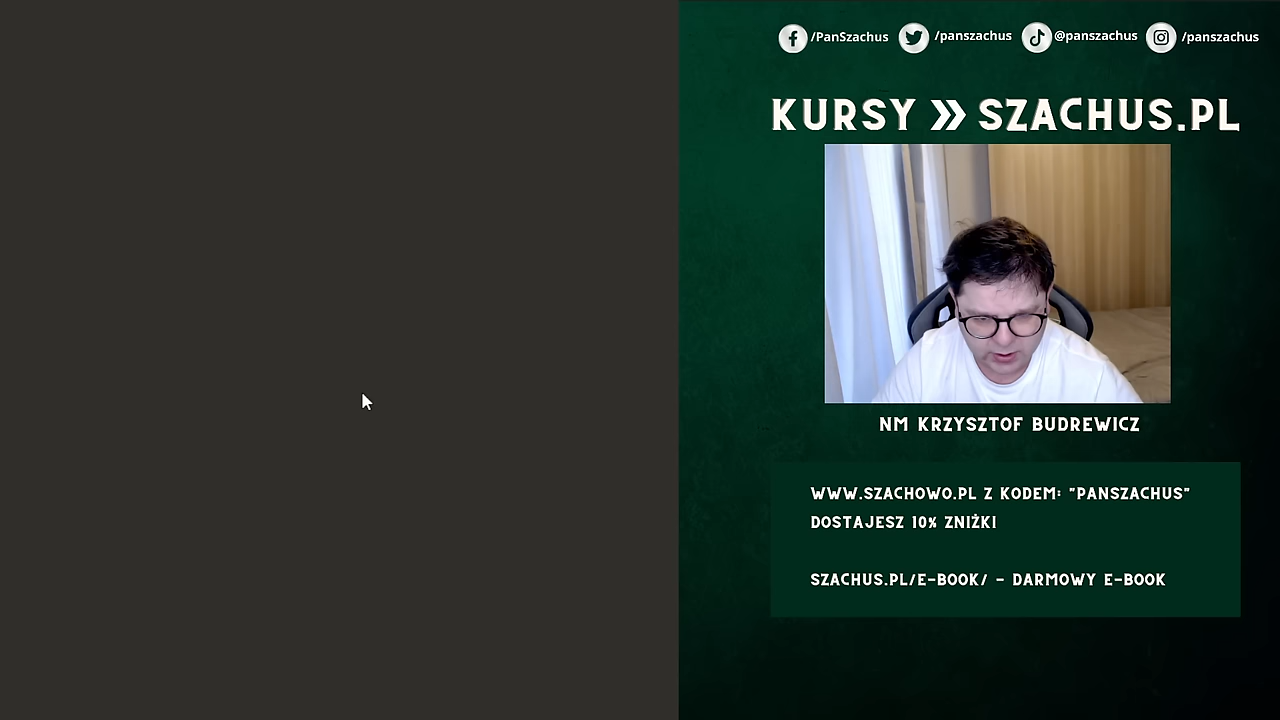 /PanSzachus /panszachus @panszachus /panszachus
KURSY » SZACHUS.PL
NM KRZYSZTOF BUDREWICZ
WWW.SZACHOWO.PL Z KODEM: "PANSZACHUS"
DOSTAJESZ 10% ZNIŻKI
SZACHUS.PL/E-BOOK/ - DARMOWY E-BOOK